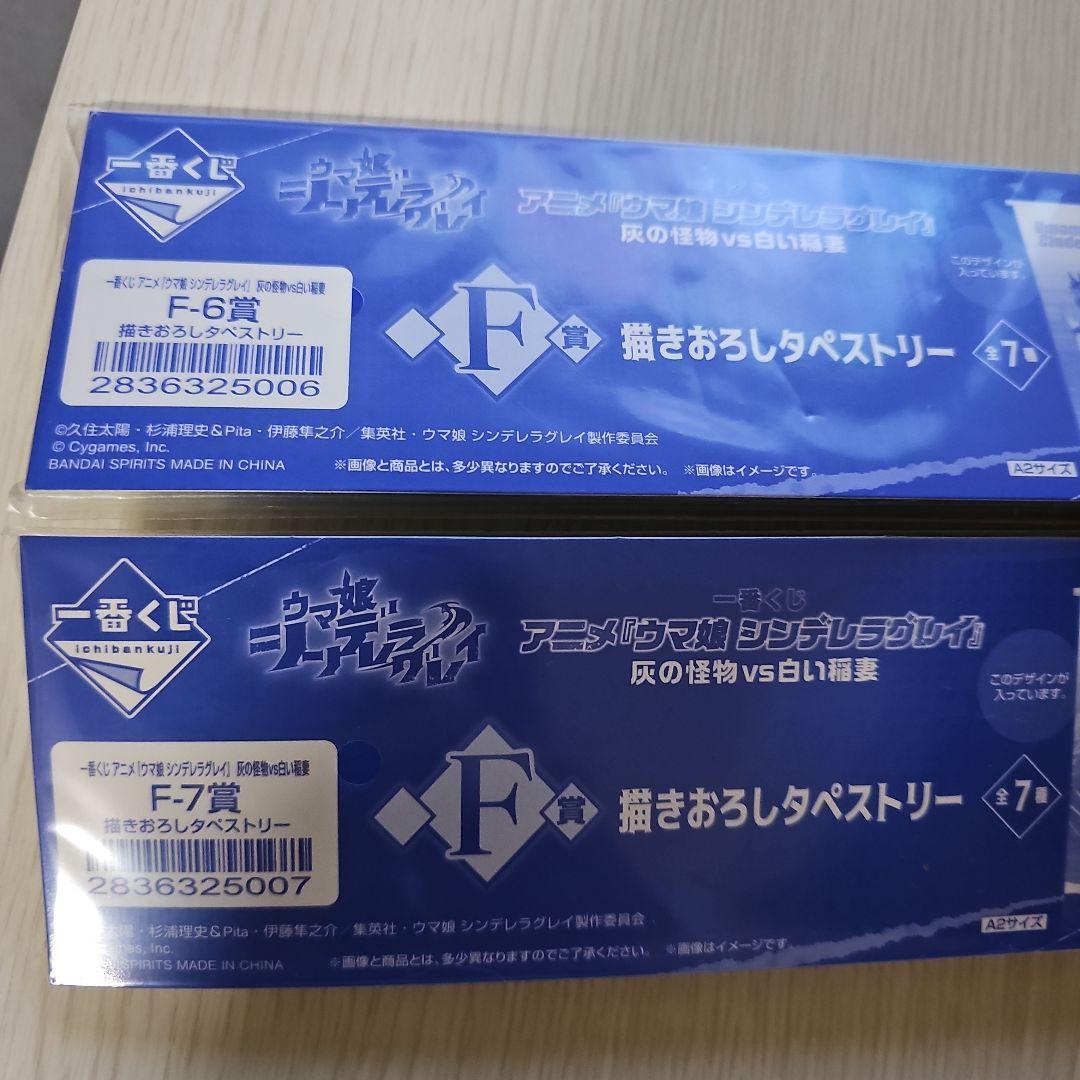 一番くじ
ichibankuji
ウマ娘
シンデレラグレイ
アニメ『ウマ娘 シンデレラグレイ』
灰の怪物vs白い稲妻
このデザインが
入っています。
一番くじ アニメ『ウマ娘 シンデレラグレイ』 灰の怪物vs白い稲妻
F-6賞
描きおろしタペストリー
2836325006
F賞
描きおろしタペストリー
全7種
©久住太陽・杉浦理史&Pita・伊藤隼之介/集英社・ウマ娘 シンデレラグレイ製作委員会
© Cygames, Inc.
BANDAI SPIRITS MADE IN CHINA
※画像と商品とは、多少異なりますのでご了承ください。 ※画像はイメージです。
A2サイズ
一番くじ
ichibankuji
ウマ娘
シンデレラグレイ
一番くじ
アニメ『ウマ娘 シンデレラグレイ』
灰の怪物vs白い稲妻
このデザインが
入っています。
一番くじ アニメ『ウマ娘 シンデレラグレイ』 灰の怪物vs白い稲妻
F-7賞
描きおろしタペストリー
2836325007
F賞
描きおろしタペストリー
全7種
太陽・杉浦理史&Pita・伊藤隼之介/集英社・ウマ娘 シンデレラグレイ製作委員会
ames, Inc.
SPIRITS MADE IN CHINA
※画像と商品とは、多少異なりますのでご了承ください。 ※画像はイメージです。
A2サイズ